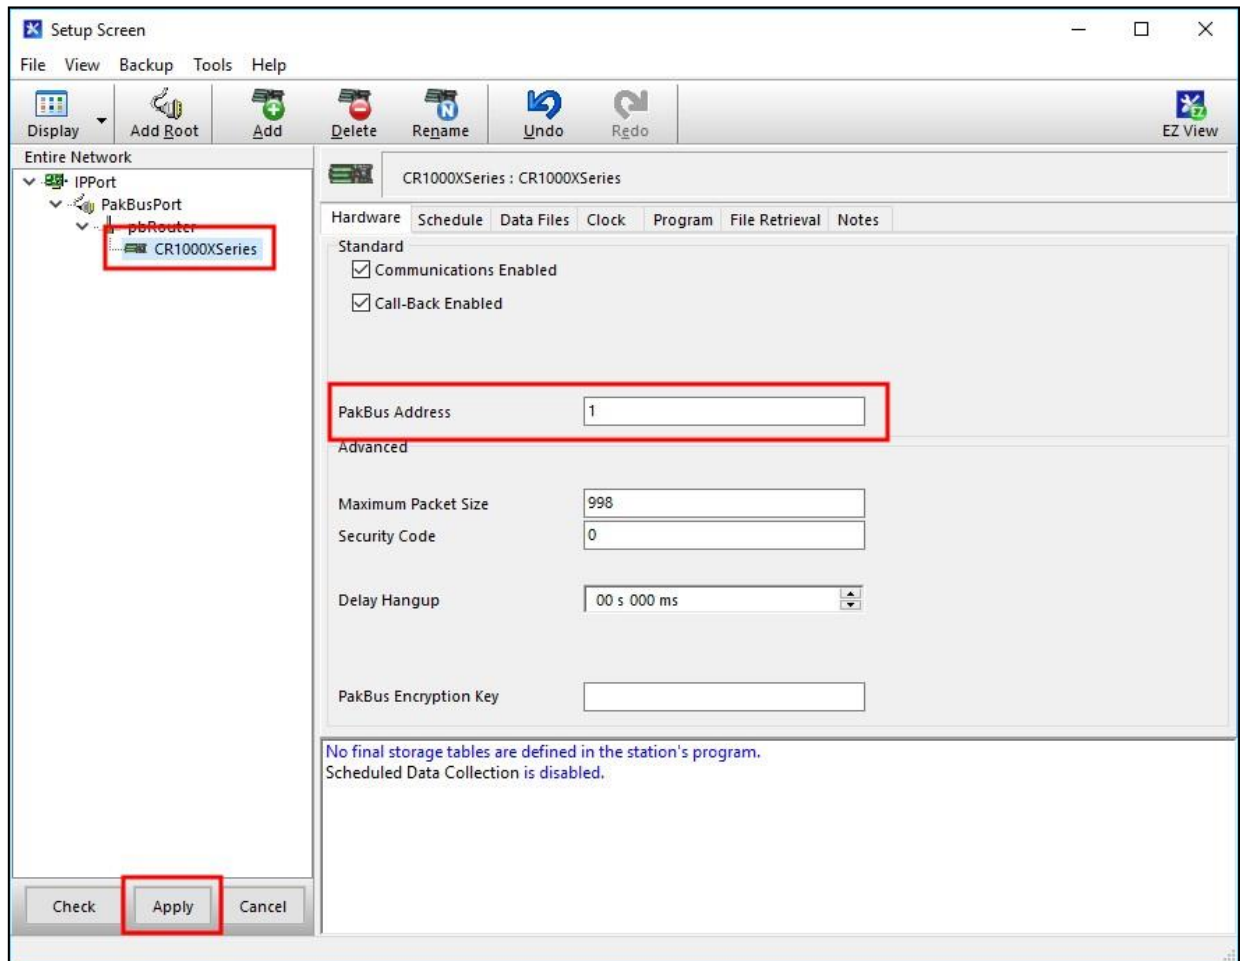 Setup Screen
File View Backup Tools Help
Display Add Root Add Delete Rename Undo Redo EZ View
Entire Network
IPPort
PakBusPort
pbRouter
CR1000XSeries
CR1000XSeries : CR1000XSeries
Hardware Schedule Data Files Clock Program File Retrieval Notes
Standard
Communications Enabled
Call-Back Enabled
PakBus Address 1
Advanced
Maximum Packet Size 998
Security Code 0
Delay Hangup 00 s 000 ms
PakBus Encryption Key
No final storage tables are defined in the station's program.
Scheduled Data Collection is disabled.
Check Apply Cancel